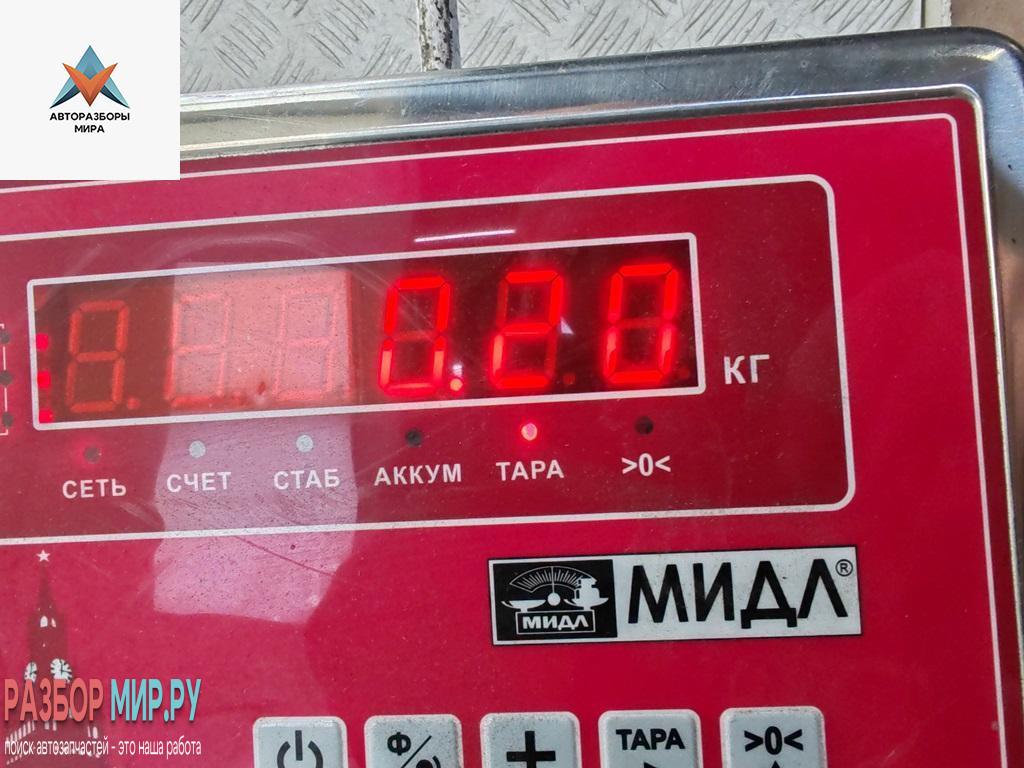 АВТОРАЗБОРЫ
МИРА
0.20
КГ
СЕТЬ СЧЕТ СТАБ АККУМ ТАРА >0<
МИДЛ МИДЛ®
РАЗБОР МИР.РУ
поиск автозапчастей - это наша работа
Ф/ + ТАРА >0<